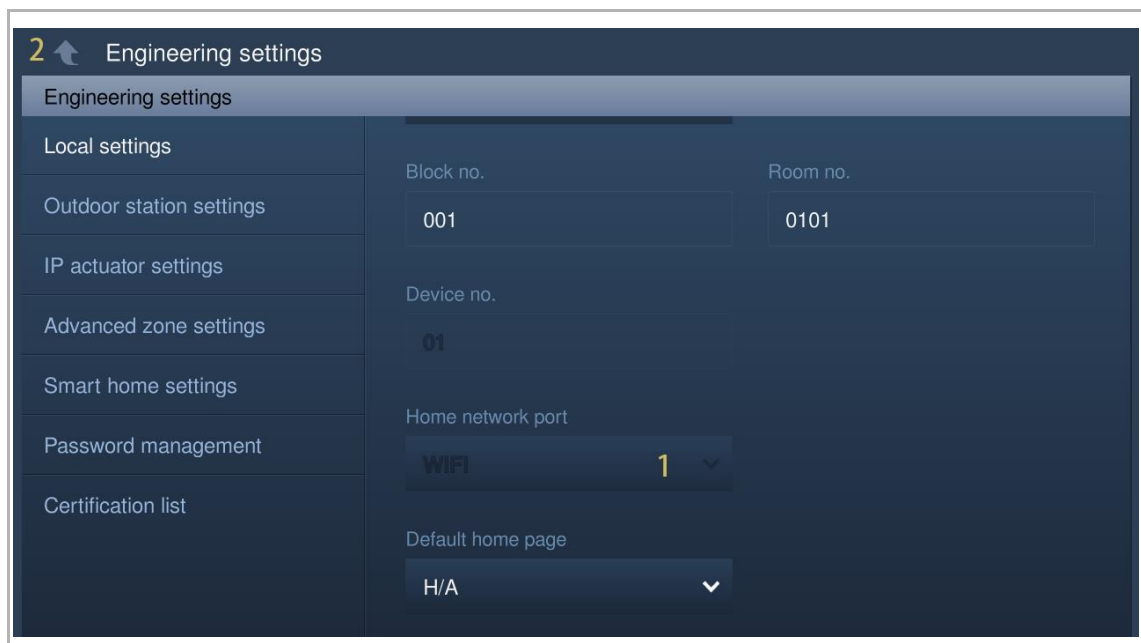 2 Engineering settings
Engineering settings
Local settings
Outdoor station settings
IP actuator settings
Advanced zone settings
Smart home settings
Password management
Certification list
Block no. Room no.
001 0101
Device no.
01
Home network port
WIFI 1
Default home page
H/A